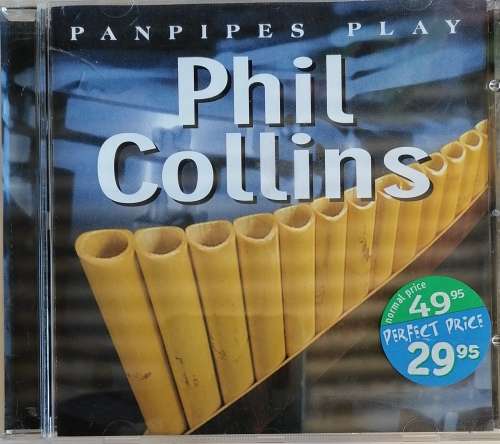 PANPIPES PLAY
Phil
Collins
normal price
49 95
PERFECT PRICE
29 95